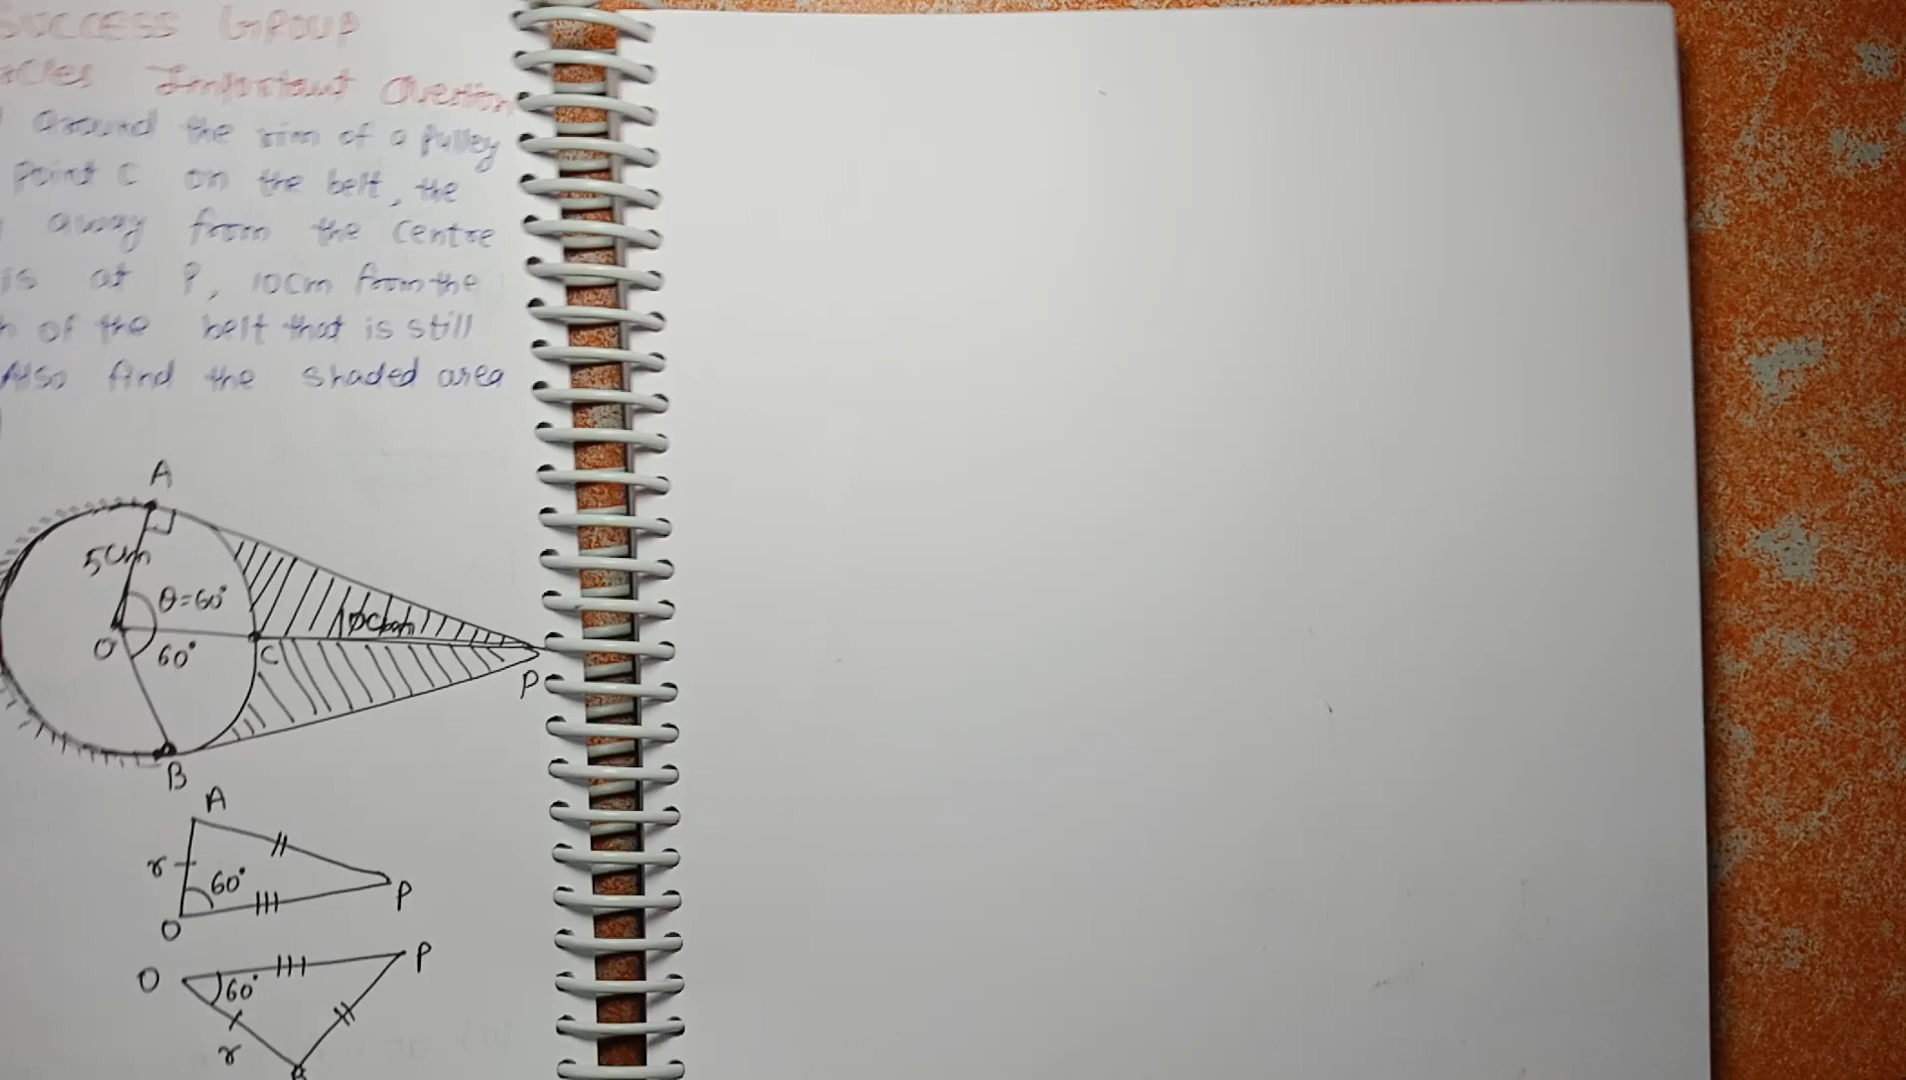 SUCCESS GROUP
Important Question
around the rim of a pulley
Point C on the belt, the
away from the centre
is at P, 10cm from the
of the belt that is still
Also find the shaded area
A
5cm
θ=60°
O
60°
C
P
B
A
r
60°
P
O
O
P
60°
r